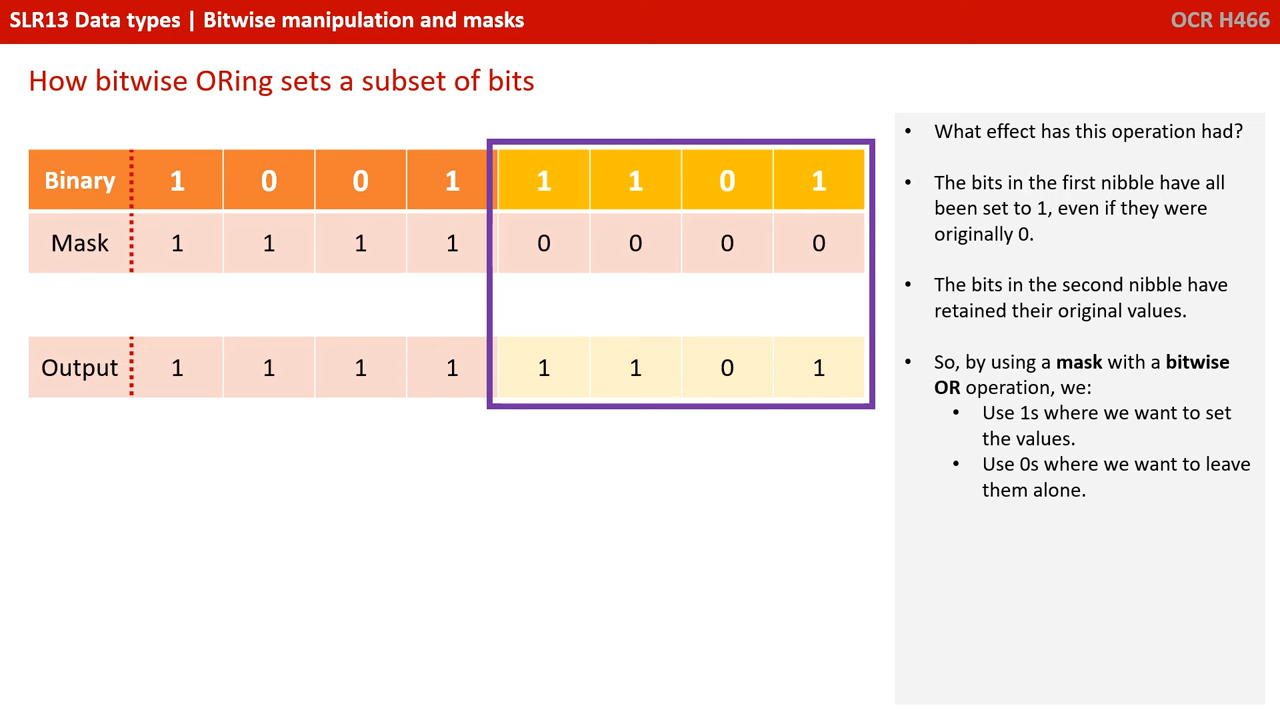 SLR13 Data types | Bitwise manipulation and masks
OCR H466
How bitwise ORing sets a subset of bits
Binary 1 0 0 1 1 1 0 1
Mask 1 1 1 1 0 0 0 0
Output 1 1 1 1 1 1 0 1
• What effect has this operation had?
• The bits in the first nibble have all
been set to 1, even if they were
originally 0.
• The bits in the second nibble have
retained their original values.
• So, by using a mask with a bitwise
OR operation, we:
• Use 1s where we want to set
the values.
• Use 0s where we want to leave
them alone.